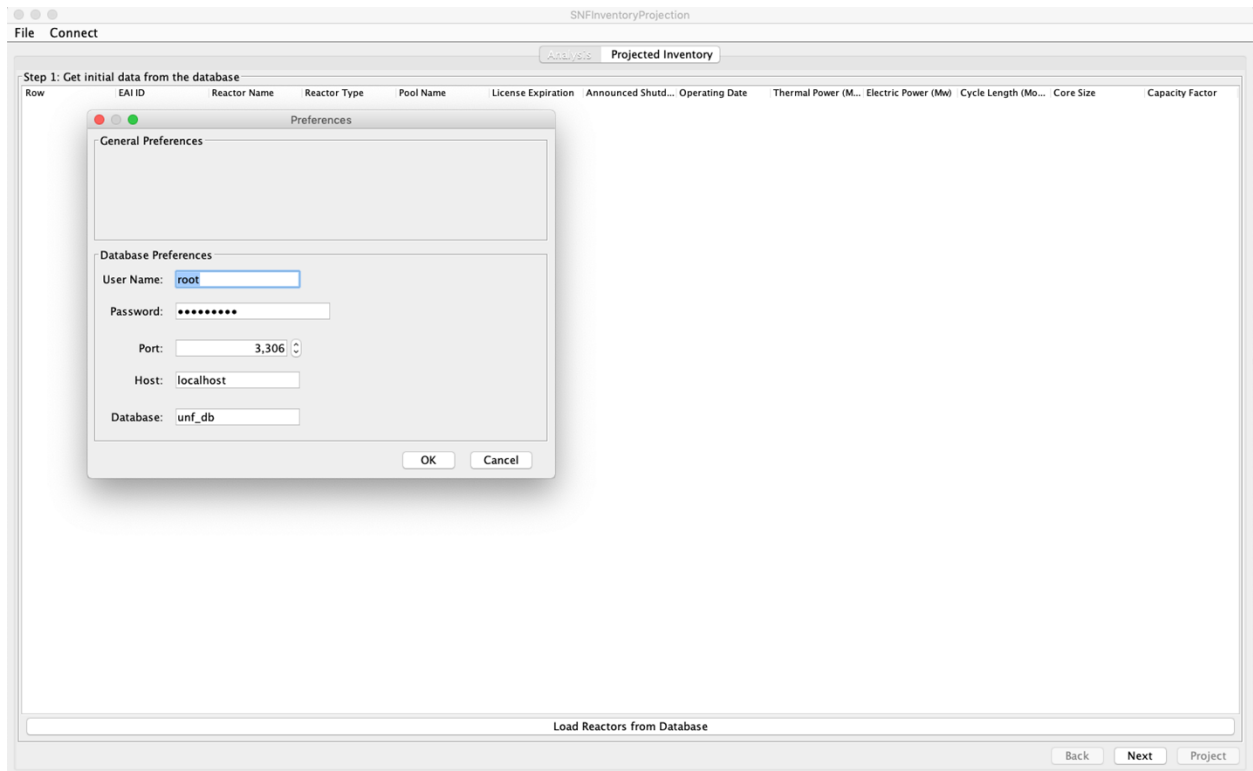 SNFInventoryProjection
File Connect
Analysis Projected Inventory
Step 1: Get initial data from the database
Row EAI ID Reactor Name Reactor Type Pool Name License Expiration Announced Shutd... Operating Date Thermal Power (M... Electric Power (Mw) Cycle Length (Mo... Core Size Capacity Factor
Preferences
General Preferences
Database Preferences
User Name: root
Password: •••••••••
Port: 3,306
Host: localhost
Database: unf_db
OK Cancel
Load Reactors from Database
Back Next Project